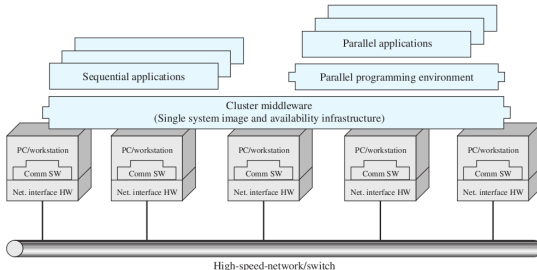 Parallel applications
Sequential applications
Parallel programming environment
Cluster middleware
(Single system image and availability infrastructure)
PC/workstation
PC/workstation
PC/workstation
PC/workstation
PC/workstation
Comm SW
Comm SW
Comm SW
Comm SW
Comm SW
Net. interface HW
Net. interface HW
Net. interface HW
Net. interface HW
Net. interface HW
High-speed-network/switch